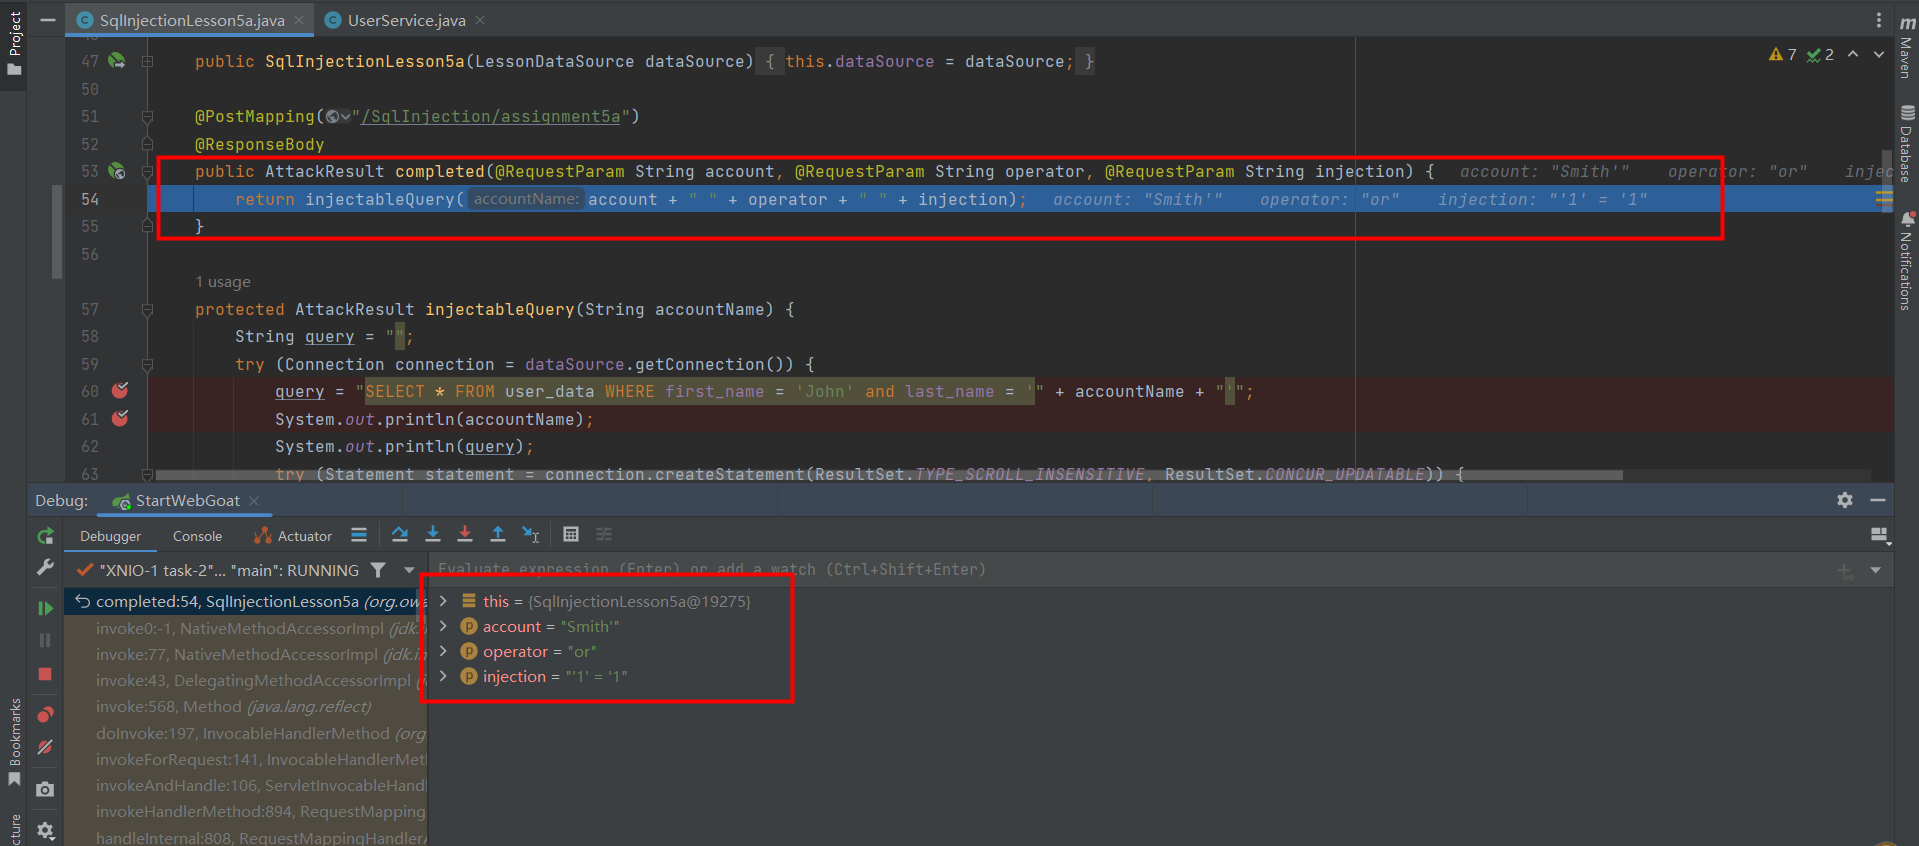 Project
SqlInjectionLesson5a.java
UserService.java
47 public SqlInjectionLesson5a(LessonDataSource dataSource) { this.dataSource = dataSource; }
7 2
50
51 @PostMapping("/SqlInjection/assignment5a")
52 @ResponseBody
53 public AttackResult completed(@RequestParam String account, @RequestParam String operator, @RequestParam String injection) { account: "Smith'" operator: "or" injec
54 return injectableQuery( accountName: account + " " + operator + " " + injection); account: "Smith'" operator: "or" injection: "'1' = '1"
55 }
56
1 usage
57 protected AttackResult injectableQuery(String accountName) {
58 String query = "";
59 try (Connection connection = dataSource.getConnection()) {
60 query = "SELECT * FROM user_data WHERE first_name = 'John' and last_name = '" + accountName + "'";
61 System.out.println(accountName);
62 System.out.println(query);
63 try (Statement statement = connection.createStatement(ResultSet.TYPE_SCROLL_INSENSITIVE, ResultSet.CONCUR_UPDATABLE)) {
m Maven
Database
Notifications
Debug: StartWebGoat
Debugger Console Actuator
"XNIO-1 task-2"... "main": RUNNING
Evaluate expression (Enter) or add a watch (Ctrl+Shift+Enter)
completed:54, SqlInjectionLesson5a (org.owa
invoke0:-1, NativeMethodAccessorImpl (jdk.i
invoke:77, NativeMethodAccessorImpl (jdk.in
invoke:43, DelegatingMethodAccessorImpl (j
invoke:568, Method (java.lang.reflect)
doInvoke:197, InvocableHandlerMethod (org.
invokeForRequest:141, InvocableHandlerMet
invokeAndHandle:106, ServletInvocableHandl
invokeHandlerMethod:894, RequestMapping
handleInternal:808, RequestMappingHandlerA
this = {SqlInjectionLesson5a@19275}
p account = "Smith'"
p operator = "or"
p injection = "'1' = '1"
Bookmarks
cture